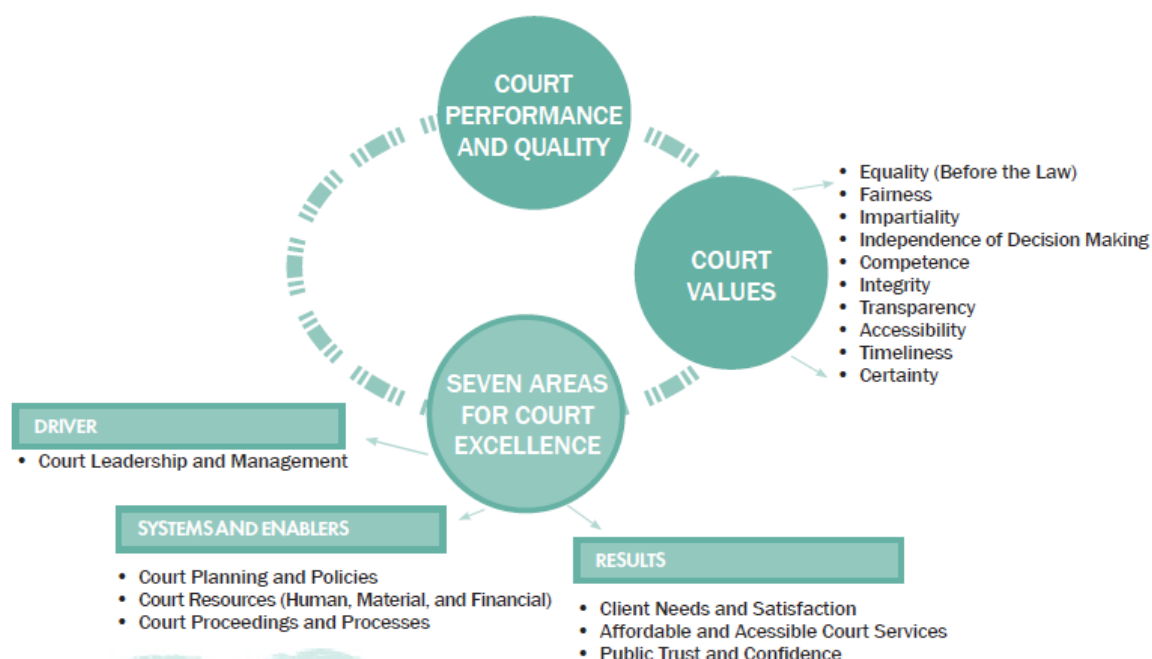 COURT
PERFORMANCE
AND QUALITY
• Equality (Before the Law)
• Fairness
• Impartiality
• Independence of Decision Making
• Competence
• Integrity
• Transparency
• Accessibility
• Timeliness
• Certainty
COURT
VALUES
SEVEN AREAS
FOR COURT
EXCELLENCE
DRIVER
• Court Leadership and Management
SYSTEMS AND ENABLERS
• Court Planning and Policies
• Court Resources (Human, Material, and Financial)
• Court Proceedings and Processes
RESULTS
• Client Needs and Satisfaction
• Affordable and Acessible Court Services
• Public Trust and Confidence